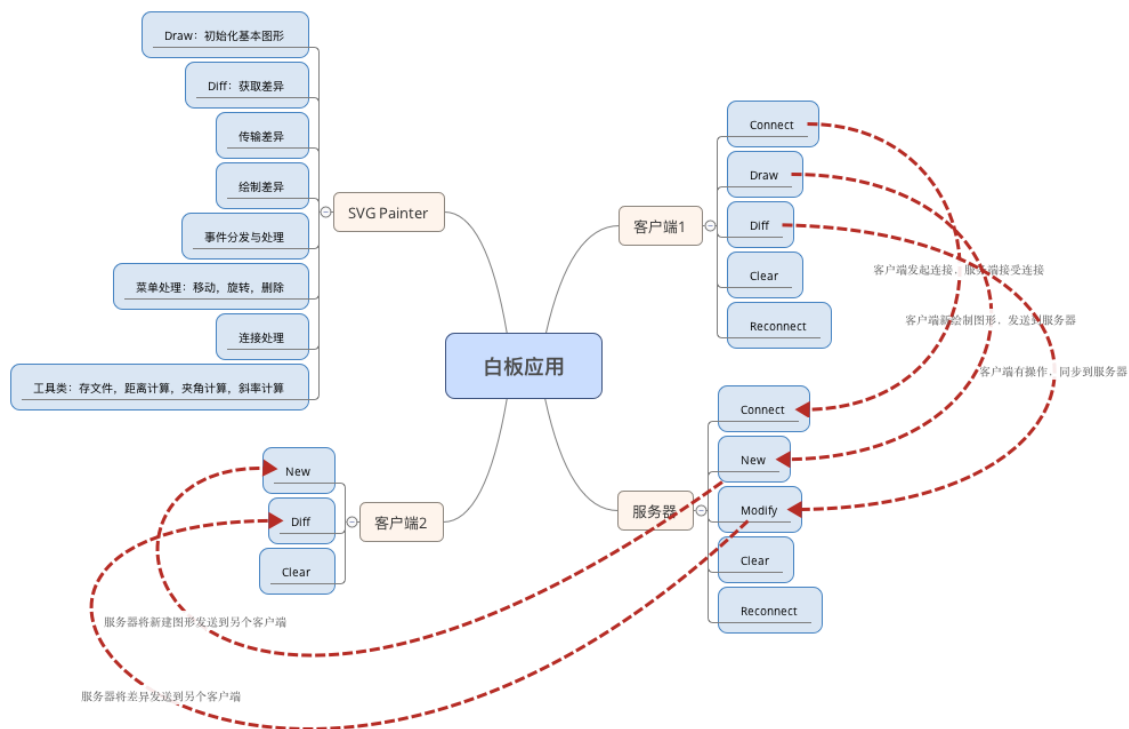 Draw：初始化基本图形
Diff：获取差异
传输差异
绘制差异
事件分发与处理
菜单处理：移动，旋转，删除
连接处理
工具类：存文件，距离计算，夹角计算，斜率计算
SVG Painter
客户端1
Connect
Draw
Diff
Clear
Reconnect
客户端发起连接，服务端接受连接
客户端新绘制图形，发送到服务器
客户端有操作，同步到服务器
白板应用
服务器
Connect
New
Modify
Clear
Reconnect
客户端2
New
Diff
Clear
服务器将新建图形发送到另个客户端
服务器将差异发送到另个客户端